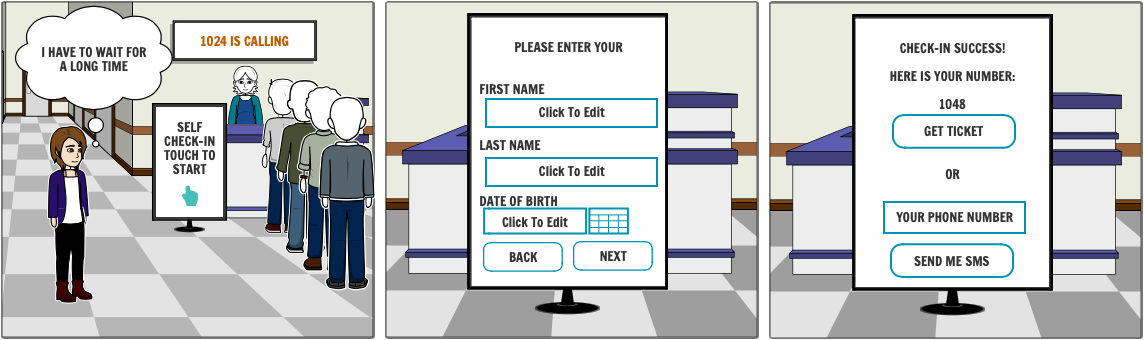 I HAVE TO WAIT FOR
A LONG TIME
1024 IS CALLING
SELF
CHECK-IN
TOUCH TO
START
PLEASE ENTER YOUR
FIRST NAME
Click To Edit
LAST NAME
Click To Edit
DATE OF BIRTH
Click To Edit
BACK
NEXT
CHECK-IN SUCCESS!
HERE IS YOUR NUMBER:
1048
GET TICKET
OR
YOUR PHONE NUMBER
SEND ME SMS